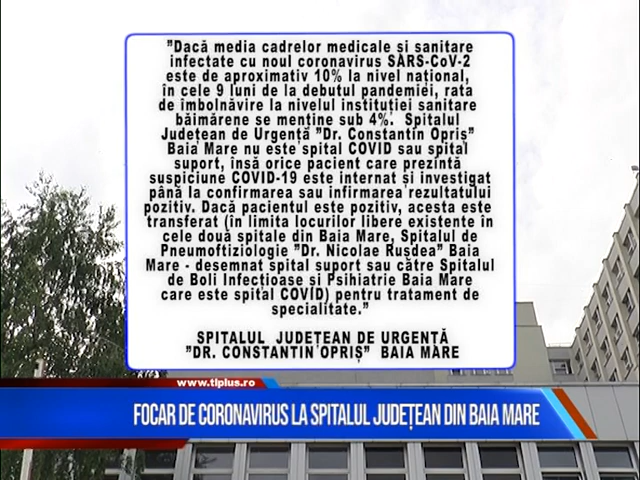 "Dacă media cadrelor medicale și sanitare
infectate cu noul coronavirus SARS-CoV-2
este de aproximativ 10% la nivel național,
în cele 9 luni de la debutul pandemiei, rata
de îmbolnăvire la nivelul instituției sanitare
băimărene se menține sub 4%. Spitalul
Județean de Urgență "Dr. Constantin Opriș"
Baia Mare nu este spital COVID sau spital
suport, însă orice pacient care prezintă
suspiciune COVID-19 este internat și investigat
până la confirmarea sau infirmarea rezultatului
pozitiv. Dacă pacientul este pozitiv, acesta este
transferat (în limita locurilor libere existente în
cele două spitale din Baia Mare, Spitalul de
Pneumoftiziologie "Dr. Nicolae Rușdea" Baia
Mare - desemnat spital suport sau către Spitalul
de Boli Infecțioase si Psihiatrie Baia Mare
care este spital COVID) pentru tratament de
specialitate."
SPITALUL JUDEȚEAN DE URGENȚĂ
"DR. CONSTANTIN OPRIȘ" BAIA MARE
www.tlplus.ro
FOCAR DE CORONAVIRUS LA SPITALUL JUDEȚEAN DIN BAIA MARE